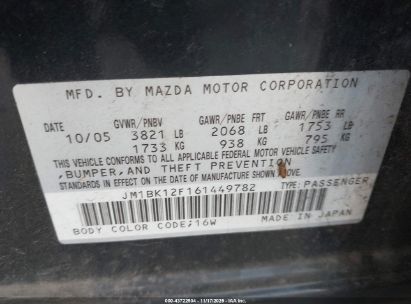 MFD. BY MAZDA MOTOR CORPORATION
DATE GVWR/PNBV GAWR/PNBE FRT GAWR/PNBE RR
10/05 3821 LB 2068 LB 1753 LB
1733 KG 938 KG 795 KG
THIS VEHICLE CONFORMS TO ALL APPLICABLE FEDERAL MOTOR VEHICLE SAFETY
,BUMPER,AND THEFT PREVENTION
STANDARDS IN EFFECT ON THE DATE OF MANUFACTURE SHOWN ABOVE.
JM1BK12F161449782 TYPE:PASSENGER
BODY COLOR CODE;16W MADE IN JAPAN